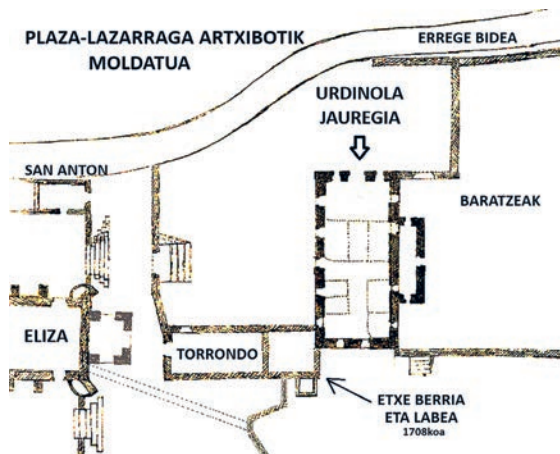 PLAZA-LAZARRAGA ARTXIBOTIK
MOLDATUA
ERREGE BIDEA
URDINOLA
JAUREGIA
SAN ANTON
BARATZEAK
ELIZA
TORRONDO
ETXE BERRIA
ETA LABEA
1708koa